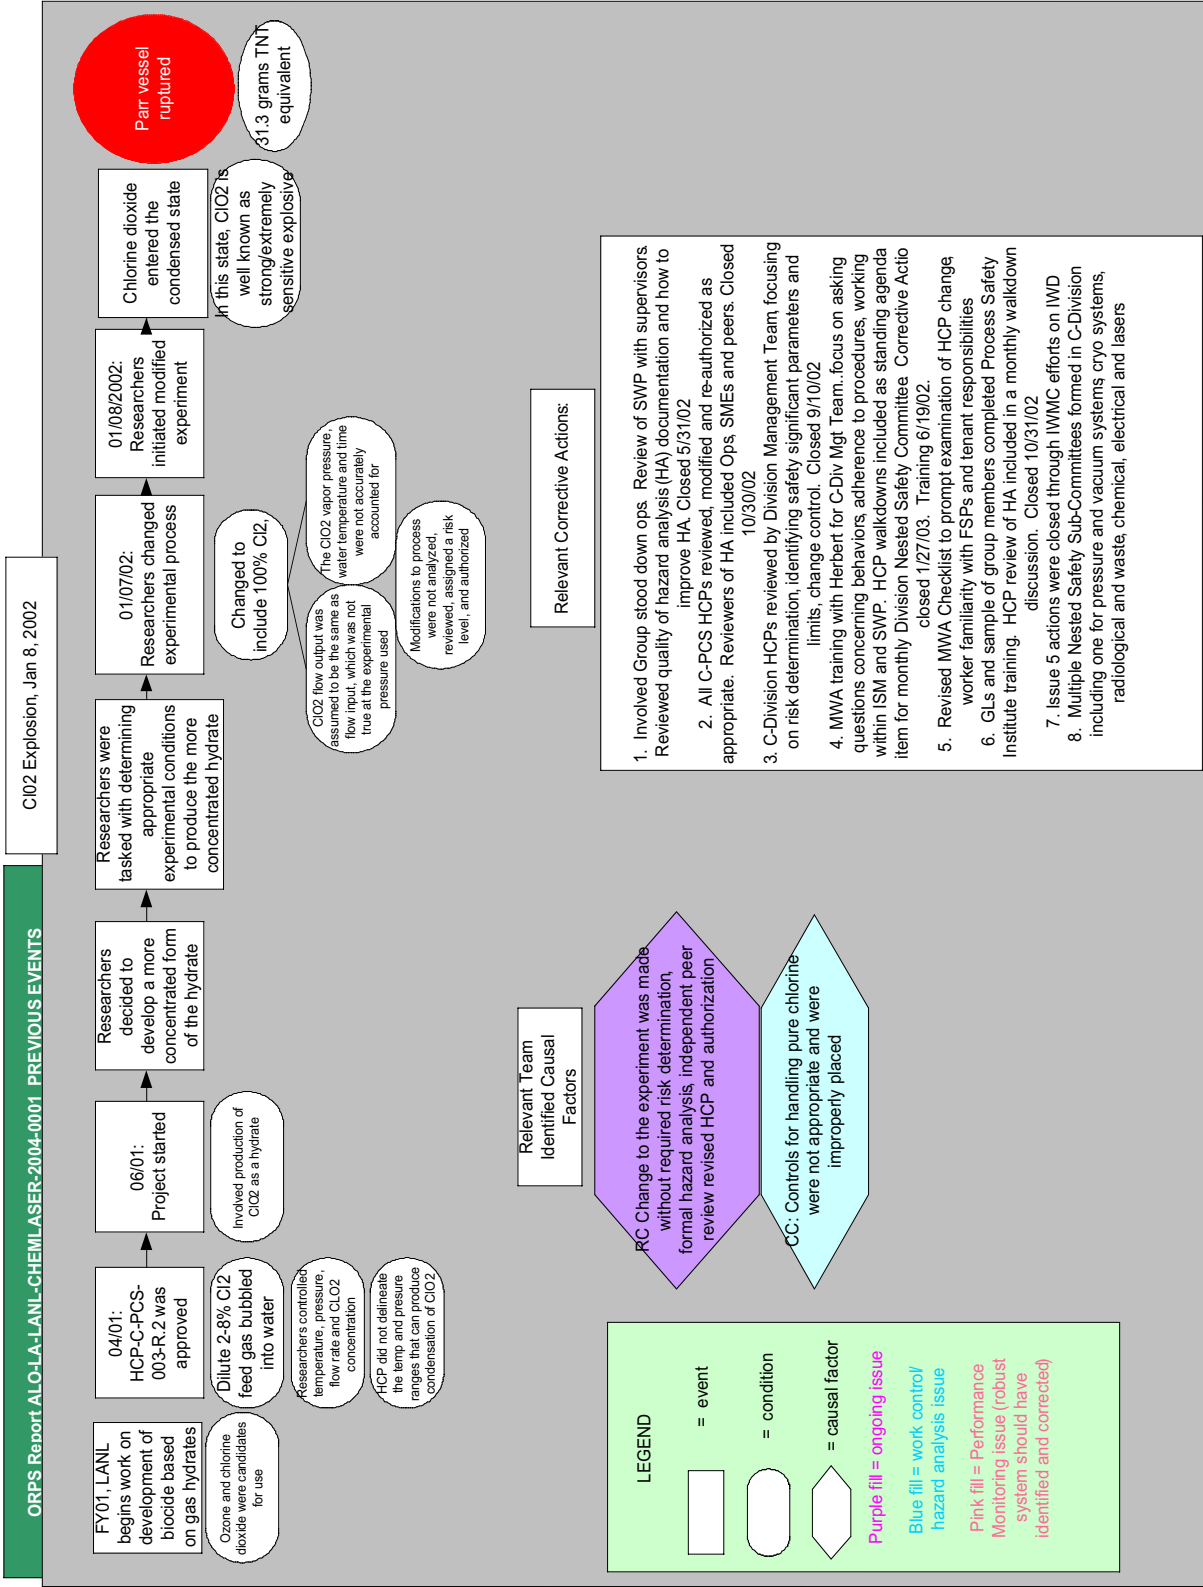 ORPS Report ALO-LA-LANL-CHEMLASER-2004-0001  PREVIOUS EVENTS
Cl02 Explosion, Jan 8, 2002
FY01, LANL
begins work on
development of
biocide based
on gas hydrates
Ozone and chlorine
dioxide were candidates
for use
04/01:
HCP-C-PCS-
003-R.2 was
approved
Dilute 2-8% Cl2
feed gas bubbled
into water
Researchers controlled
temperature, pressure,
flow rate and CLO2
concentration
HCP did not delineate
the temp and presure
ranges that can produce
condensation of ClO2
06/01:
Project started
Involved production of
ClO2 as a hydrate
Researchers
decided to
develop a more
concentrated form
of the hydrate
Researchers were
tasked with determining
appropriate
experimental conditions
to produce the more
concentrated hydrate
01/07/02:
Researchers changed
experimental process
Changed to
include 100% Cl2,
ClO2 flow output was
assumed to be the same as
flow input, which was not
true at the experimental
pressure used
The ClO2 vapor pressure,
water temperature and time
were not accurately
accounted for
Modifications to process
were not analyzed,
reviewed, assigned a risk
level, and authorized
01/08/2002:
Researchers
initiated modified
experiment
Chlorine dioxide
entered the
condensed state
In this state, ClO2 is
well known as
strong/extremely
sensitive explosive
Parr vessel
ruptured
31.3 grams TNT
equivalent
Relevant Team
Identified Causal
Factors
RC Change to the experiment was made
without required risk determination,
formal hazard analysis, independent peer
review revised HCP and authorization
CC: Controls for handling pure chlorine
were not appropriate and were
improperly placed
Relevant Corrective Actions:
1.  Involved Group stood down ops.  Review of SWP with supervisors.
Reviewed quality of hazard analysis (HA) documentation and how to
improve HA.  Closed 5/31/02
2.  All C-PCS HCPs reviewed, modified and re-authorized as
appropriate.  Reviewers of HA included Ops, SMEs and peers. Closed
10/30/02
3. C-Division HCPs reviewed by Division Management Team, focusing
on risk determination, identifying safety significant parameters and
limits, change control.  Closed 9/10/02
4. MWA training with Herbert for C-Div Mgt Team..focus on asking
questions concerning behaviors, adherence to procedures, working
within ISM and SWP.  HCP walkdowns included as standing agenda
item for monthly Division Nested Safety Committee.  Corrective Actio
closed 1/27/03.  Training 6/19/02.
5.  Revised MWA Checklist to prompt examination of HCP change,
worker familiarity with FSPs and tenant responsibilities
6.  GLs and sample of group members completed Process Safety
Institute training.  HCP review of HA included in a monthly walkdown
discussion.  Closed 10/31/02
7.  Issue 5 actions were closed through IWMC efforts on IWD
8.  Multiple Nested Safety Sub-Committees formed in C-Division
including one for pressure and vacuum systems, cryo systems,
radiological and waste, chemical, electrical and lasers
LEGEND
=  event
= condition
= causal factor
Purple fill = ongoing issue
Blue fill = work control/
hazard analysis issue
Pink fill = Performance
Monitoring issue (robust
system should have
identified and corrected)